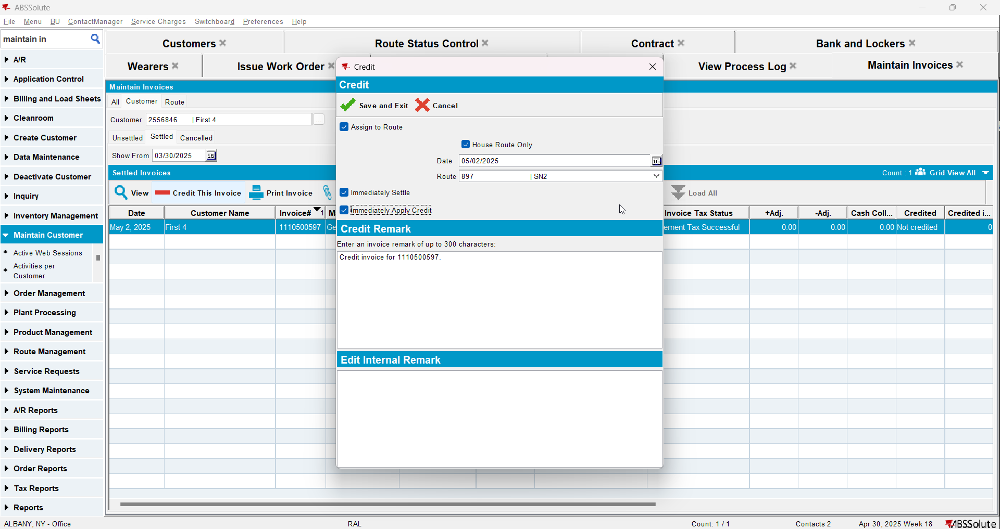 ABSSolute
File Menu BU ContactManager Service Charges Switchboard Preferences Help
maintain in
Customers
Route Status Control
Contract
Bank and Lockers
Wearers
Issue Work Order
View Process Log
Maintain Invoices
A/R
Application Control
Billing and Load Sheets
Cleanroom
Create Customer
Data Maintenance
Deactivate Customer
Inquiry
Inventory Management
Maintain Customer
Active Web Sessions
Activities per
Customer
Order Management
Plant Processing
Product Management
Route Management
Service Requests
System Maintenance
A/R Reports
Billing Reports
Delivery Reports
Order Reports
Tax Reports
Reports
Maintain Invoices
All Customer Route
Customer 2556846 | First 4 ...
Unsettled Settled Cancelled
Show From 03/30/2025 16
Settled Invoices
Count : 1 Grid View All
View Credit This Invoice Print Invoice
Load All
Date Customer Name Invoice# 1 M
Invoice Tax Status +Adj. -Adj. Cash Coll... Credited Credited i...
May 2, 2025 First 4 1110500597 Ge
ement Tax Successful 0.00 0.00 0.00 Not credited 0
Credit
Credit
Save and Exit Cancel
Assign to Route
House Route Only
Date 05/02/2025 16
Route 897 | SN2
Immediately Settle
Immediately Apply Credit
Credit Remark
Enter an invoice remark of up to 300 characters:
Credit invoice for 1110500597.
Edit Internal Remark
ALBANY, NY - Office
RAL
Count: 1 / 1
Contacts 2
Apr 30, 2025 Week 18
ABSSolute